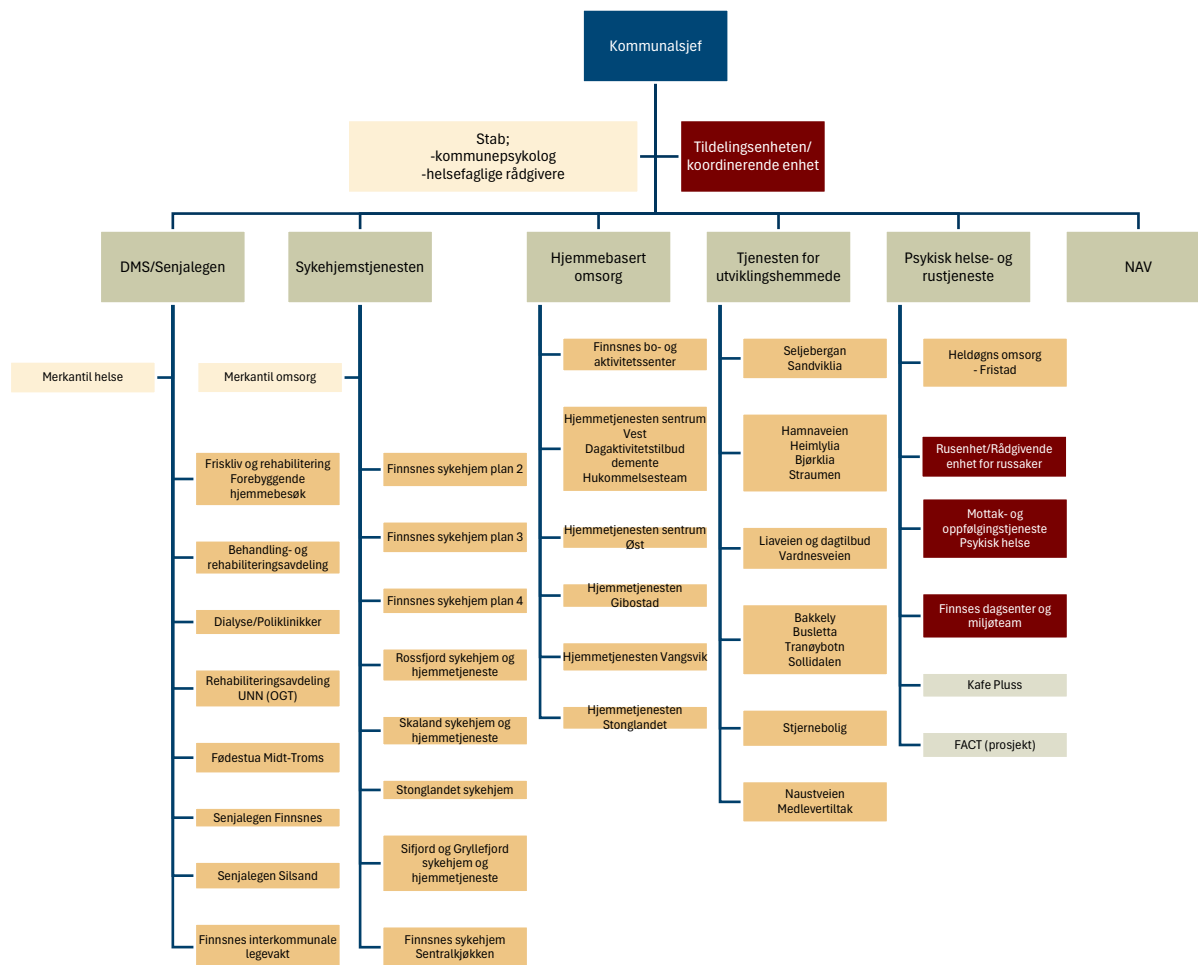 Kommunalsjef
Stab;
-kommunepsykolog
-helsefaglige rådgivere
Tildelingsenheten/
koordinerende enhet
DMS/Senjalegen
Sykehjemstjenesten
Hjemmebasert
omsorg
Tjenesten for
utviklingshemmede
Psykisk helse- og
rustjeneste
NAV
Merkantil helse
Friskliv og rehabilitering
Forebyggende
hjemmebesøk
Behandling- og
rehabiliteringsavdeling
Dialyse/Poliklinikker
Rehabiliteringsavdeling
UNN (OGT)
Fødestua Midt-Troms
Senjalegen Finnsnes
Senjalegen Silsand
Finnsnes interkommunale
legevakt
Merkantil omsorg
Finnsnes sykehjem plan 2
Finnsnes sykehjem plan 3
Finnsnes sykehjem plan 4
Rossfjord sykehjem og
hjemmetjeneste
Skaland sykehjem og
hjemmetjeneste
Stonglandet sykehjem
Sifjord og Gryllefjord
sykehjem og
hjemmetjeneste
Finnsnes sykehjem
Sentralkjøkken
Finnsnes bo- og
aktivitetssenter
Hjemmetjenesten sentrum
Vest
Dagaktivitetstilbud
demente
Hukommelsesteam
Hjemmetjenesten sentrum
Øst
Hjemmetjenesten
Gibostad
Hjemmetjenesten Vangsvik
Hjemmetjenesten
Stonglandet
Seljebergan
Sandviklia
Hamnaveien
Heimlylia
Bjørklia
Straumen
Liaveien og dagtilbud
Vardnesveien
Bakkely
Busletta
Tranøybotn
Sollidalen
Stjernebolig
Naustveien
Medlevertiltak
Heldøgns omsorg
- Fristad
Rusenhet/Rådgivende
enhet for russaker
Mottak- og
oppfølgingstjeneste
Psykisk helse
Finnses dagsenter og
miljøteam
Kafe Pluss
FACT (prosjekt)